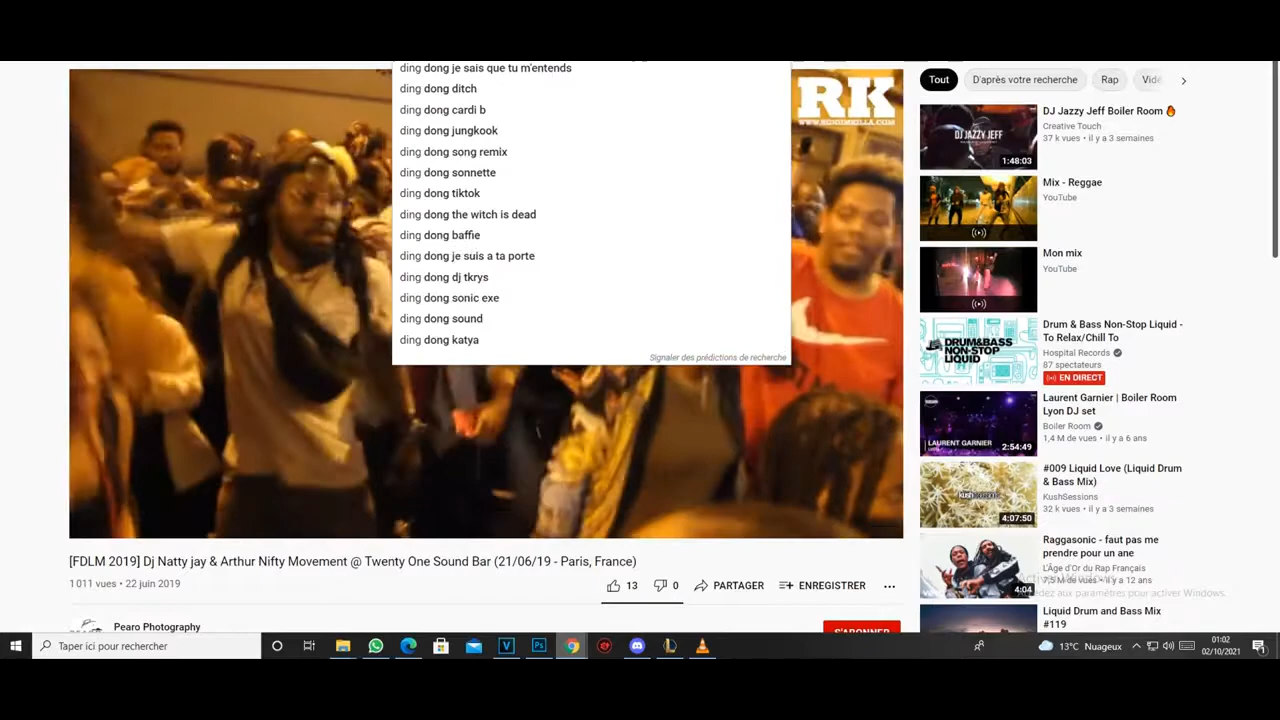 ding dong je sais que tu m'entends
ding dong ditch
ding dong cardi b
ding dong jungkook
ding dong song remix
ding dong sonnette
ding dong tiktok
ding dong the witch is dead
ding dong baffie
ding dong je suis a ta porte
ding dong dj tkrys
ding dong sonic exe
ding dong sound
ding dong katya
Signaler des prédictions de recherche
RK
[FDLM 2019] Dj Natty jay & Arthur Nifty Movement @ Twenty One Sound Bar (21/06/19 - Paris, France)
1 011 vues • 22 juin 2019
13
0
PARTAGER
ENREGISTRER
Pearo Photography
S'ABONNER
Tout
D'après votre recherche
Rap
Vidé
DJ JAZZY JEFF
1:48:03
DJ Jazzy Jeff Boiler Room
Creative Touch
37 k vues • il y a 3 semaines
Mix - Reggae
YouTube
Mon mix
YouTube
DRUM&BASS
NON-STOP
LIQUID
Drum & Bass Non-Stop Liquid -
To Relax/Chill To
Hospital Records
87 spectateurs
EN DIRECT
LAURENT GARNIER
2:54:49
Laurent Garnier | Boiler Room
Lyon DJ set
Boiler Room
1,4 M de vues • il y a 6 ans
4:07:50
#009 Liquid Love (Liquid Drum
& Bass Mix)
KushSessions
32 k vues • il y a 3 semaines
4:04
Raggasonic - faut pas me
prendre pour un ane
L'Âge d'Or du Rap Français
7,5 M de vues • il y a 12 ans
Liquid Drum and Bass Mix
#119
Taper ici pour rechercher
13°C Nuageux
01:02
02/10/2021